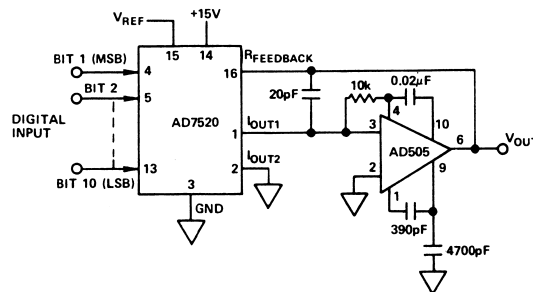 VREF
+15V
15
14
RFEEDBACK
BIT 1 (MSB)
4
16
BIT 2
5
20pF
10k
0.02μF
4
10
DIGITAL
INPUT
AD7520
IOUT1
1
3
AD505
6
VOUT
BIT 10 (LSB)
13
IOUT2
2
2
9
3
GND
1
390pF
4700pF